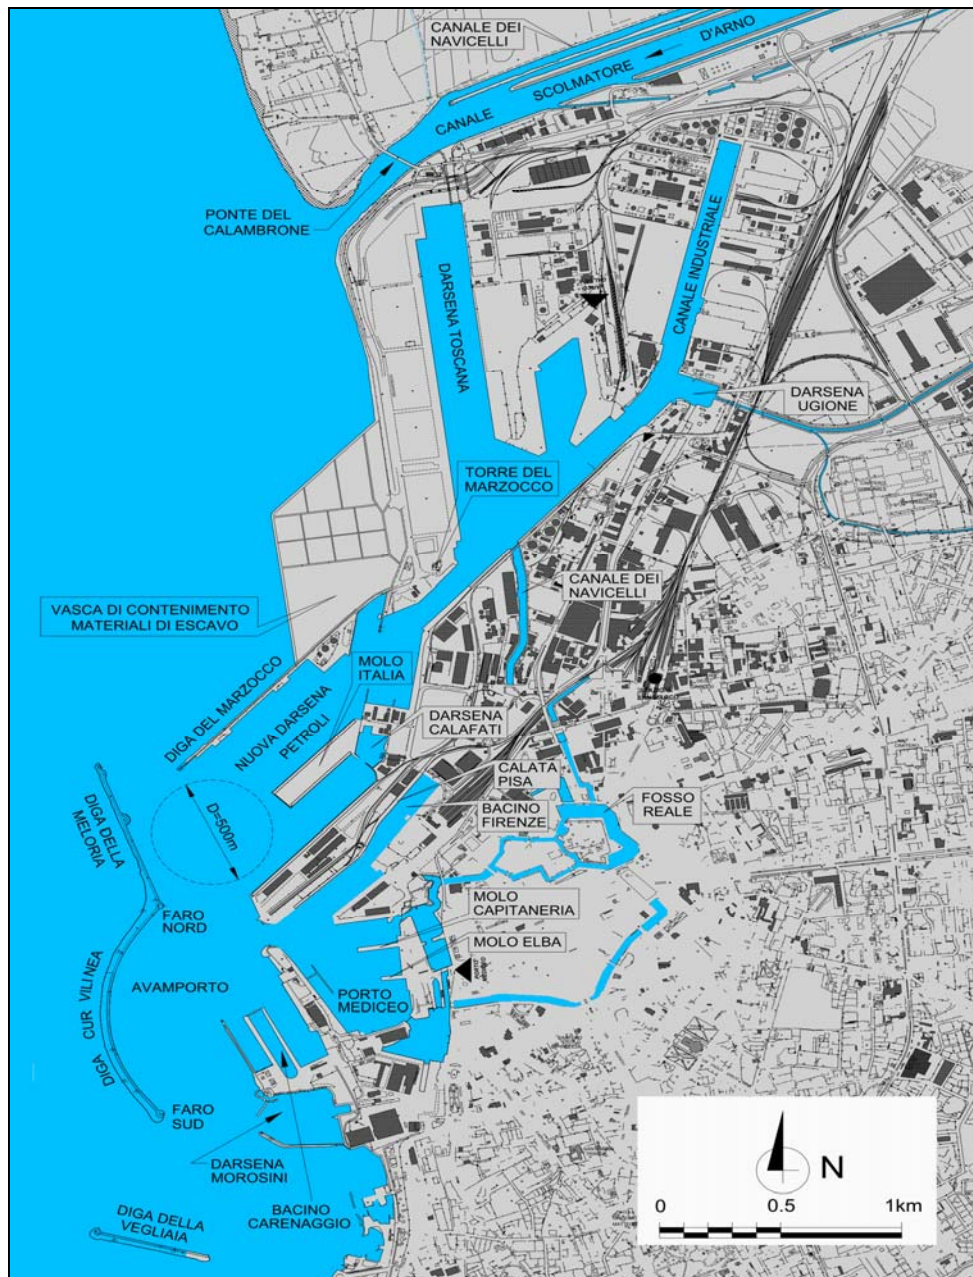 CANALE DEI
NAVICELLI
D'ARNO
SCOLMATORE
CANALE
PONTE DEL
CALAMBRONE
DARSENA TOSCANA
CANALE INDUSTRIALE
DARSENA
UGIONE
TORRE DEL
MARZOCCO
CANALE DEI
NAVICELLI
VASCA DI CONTENIMENTO
MATERIALI DI ESCAVO
MOLO
ITALIA
DIGA DEL MARZOCCO
NUOVA DARSENA
PETROLI
DARSENA
CALAFATI
CALATA
PISA
BACINO
FIRENZE
FOSSO
REALE
DIGA DELLA
MELORIA
D=500m
FARO
NORD
MOLO
CAPITANERIA
MOLO ELBA
AVAMPORTO
PORTO
MEDICEO
DIGA CUR VILINEA
FARO
SUD
DARSENA
MOROSINI
BACINO
CARENAGGIO
DIGA DELLA
VEGLIAIA
N
0 0.5 1km